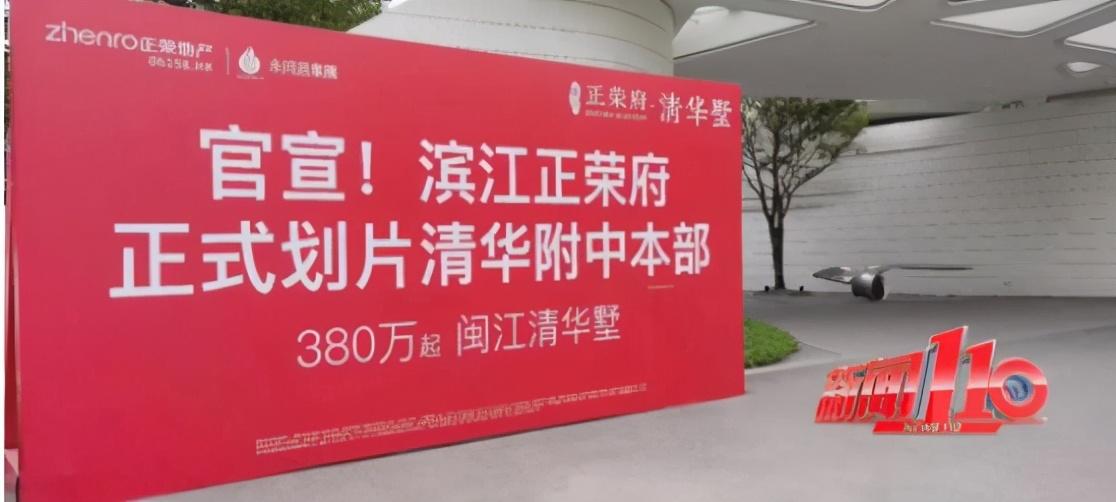 zhenro正荣地产
正荣府·清华墅
官宣！滨江正荣府
正式划片清华附中本部
380万起 闽江清华墅
新闻110